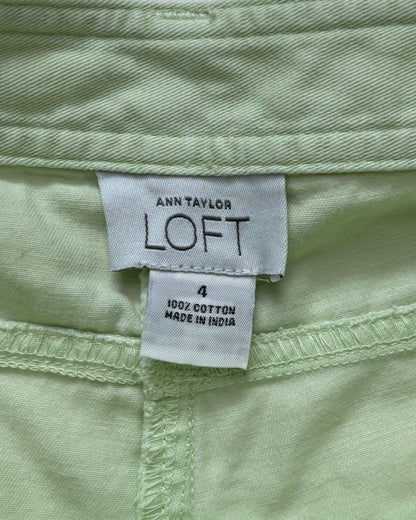 ANN TAYLOR
LOFT
4
100% COTTON
MADE IN INDIA